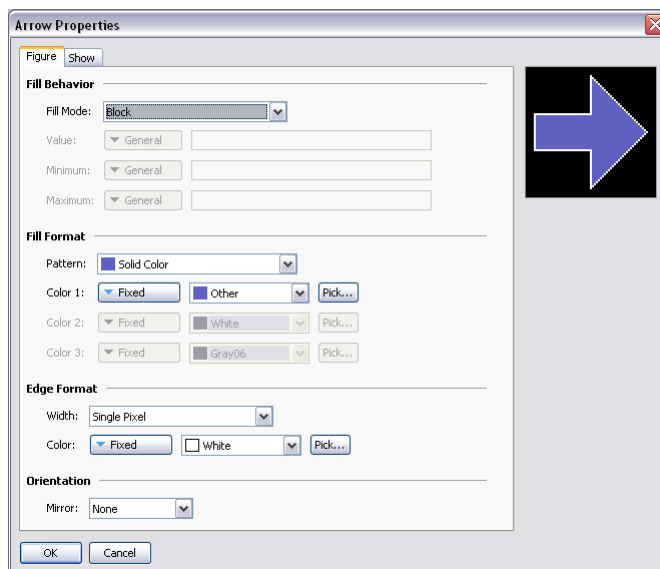 Arrow Properties
Figure Show
Fill Behavior
Fill Mode: Block
Value: General
Minimum: General
Maximum: General
Fill Format
Pattern: Solid Color
Color 1: Fixed Other Pick...
Color 2: Fixed White Pick...
Color 3: Fixed Gray06 Pick...
Edge Format
Width: Single Pixel
Color: Fixed White Pick...
Orientation
Mirror: None
OK Cancel